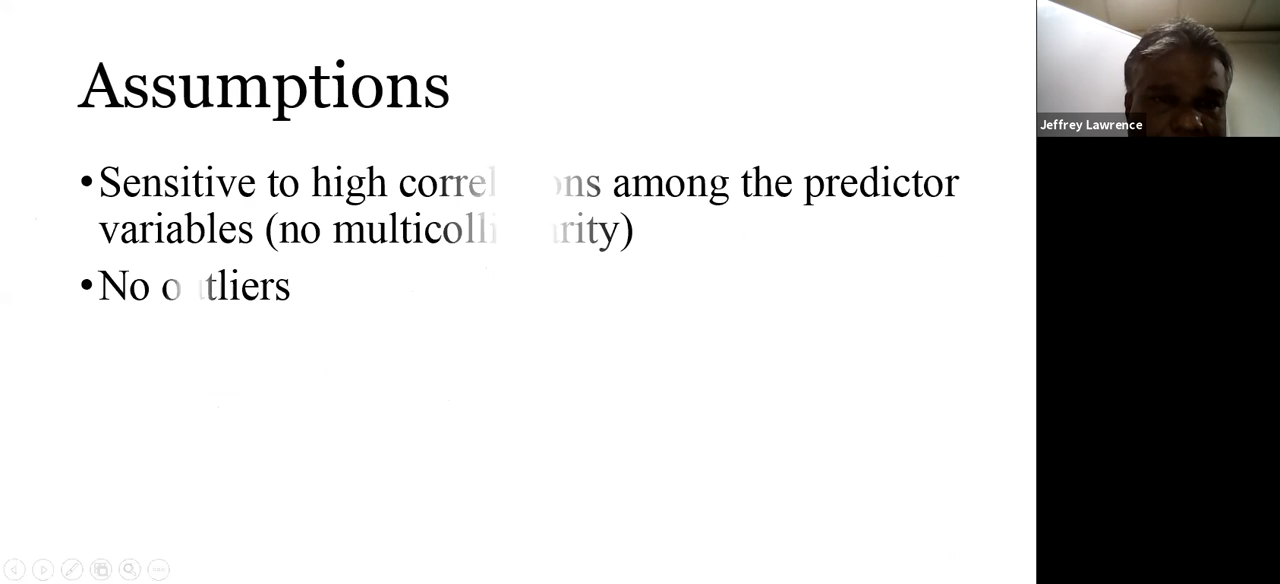 Assumptions
•Sensitive to high among the predictor
variables (no
•No
Jeffrey Lawrence